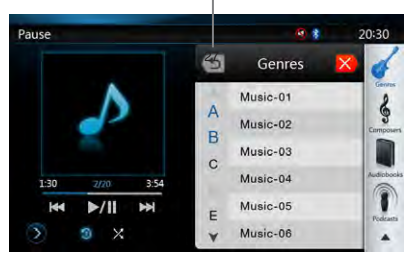 Pause
20:30
Genres
A
B
C
E
Music-01
Music-02
Music-03
Music-04
Music-05
Music-06
1:30 2/20 3:54
Genres
Composers
Audiobooks
Podcasts